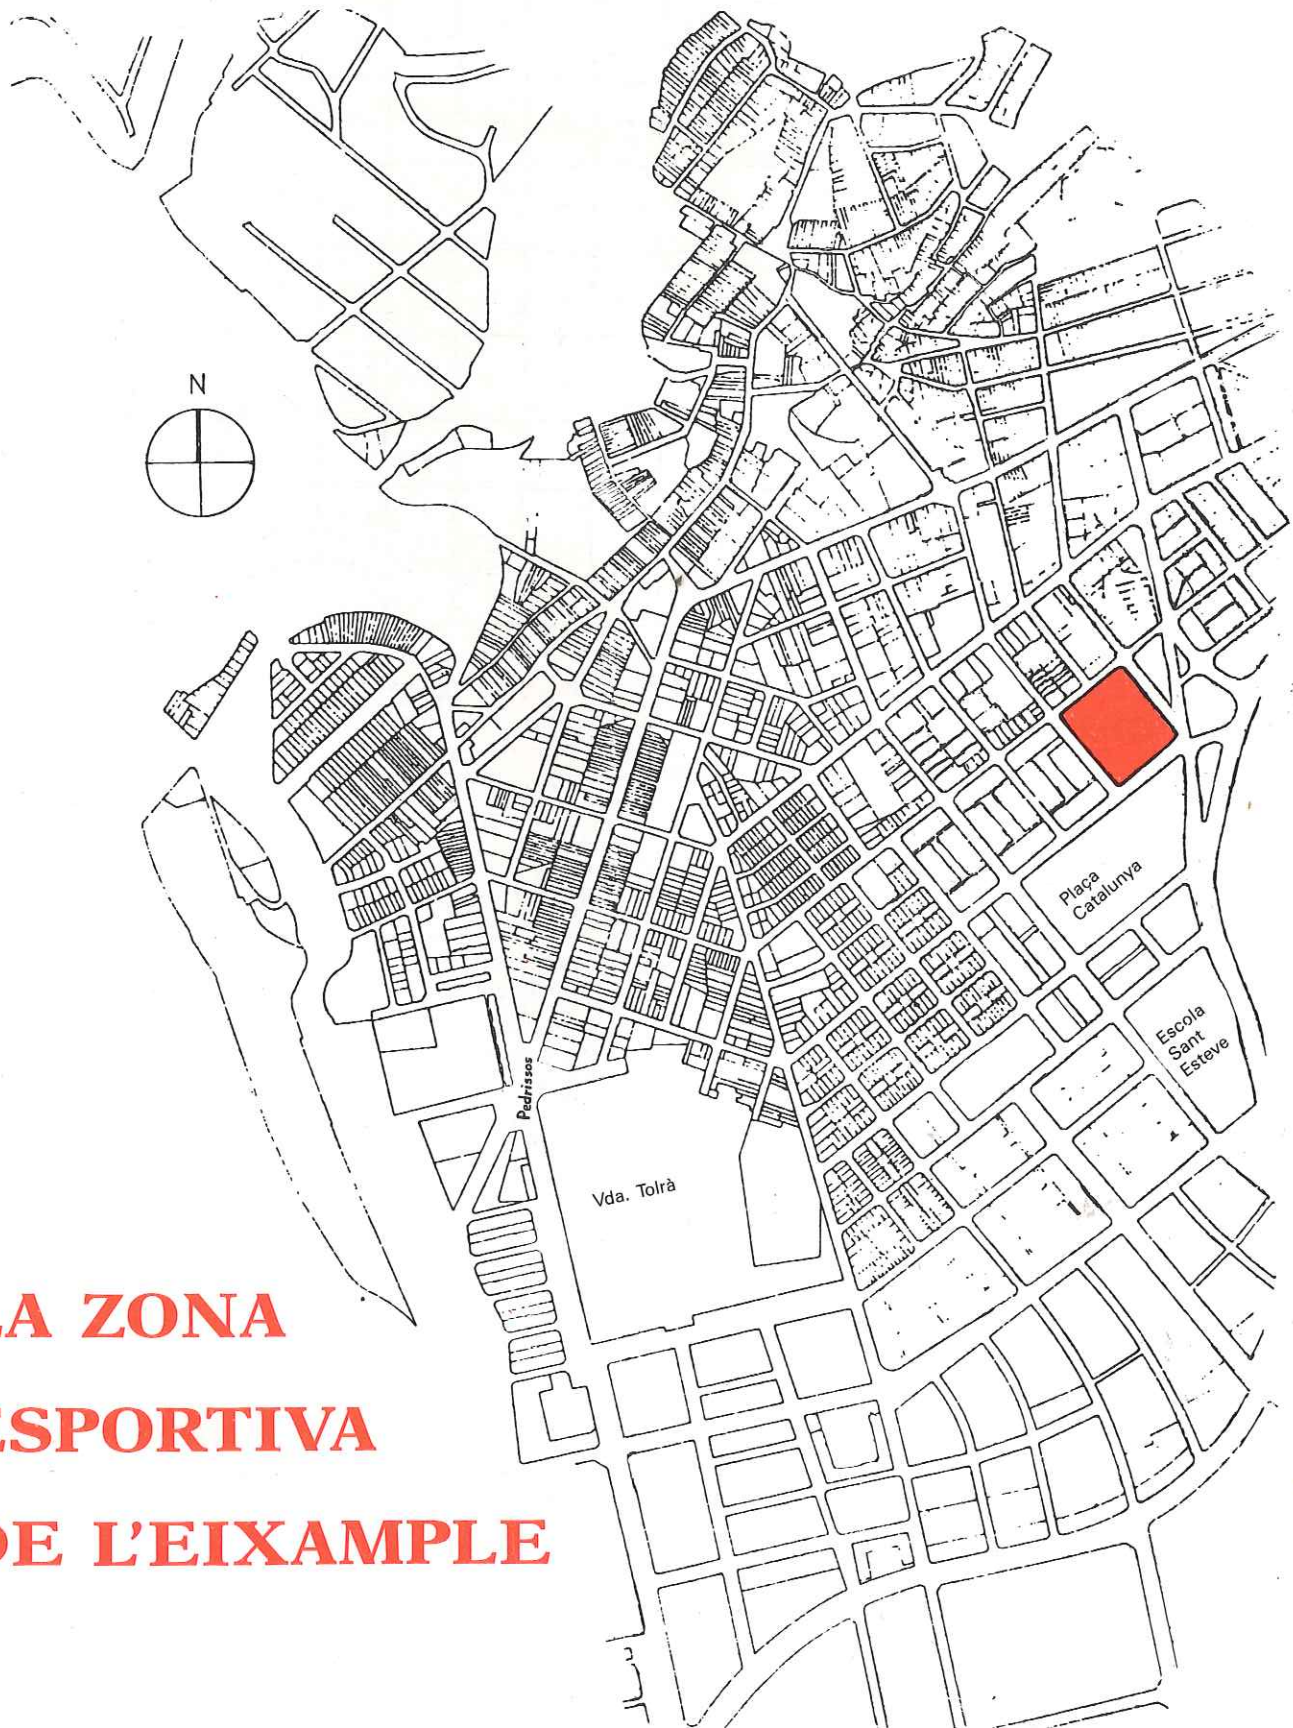 N
Plaça
Catalunya
Escola
Sant
Esteve
Pedrissos
Vda. Tolrà
LA ZONA
ESPORTIVA
DE L'EIXAMPLE